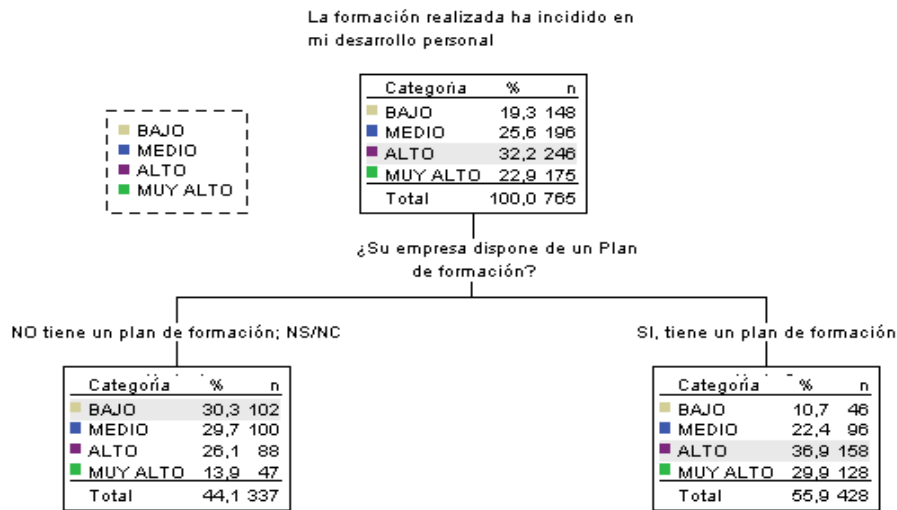 La formación realizada ha incidido en
mi desarrollo personal
Categoria % n
BAJO 19,3 148
MEDIO 25,6 196
ALTO 32,2 246
MUY ALTO 22,9 175
Total 100,0 765
BAJO
MEDIO
ALTO
MUY ALTO
¿Su empresa dispone de un Plan
de formación?
NO tiene un plan de formación; NS/NC
SI, tiene un plan de formación
Categoria % n
BAJO 30,3 102
MEDIO 29,7 100
ALTO 26,1 88
MUY ALTO 13,9 47
Total 44,1 337
Categoria % n
BAJO 10,7 46
MEDIO 22,4 96
ALTO 36,9 158
MUY ALTO 29,9 128
Total 55,9 428